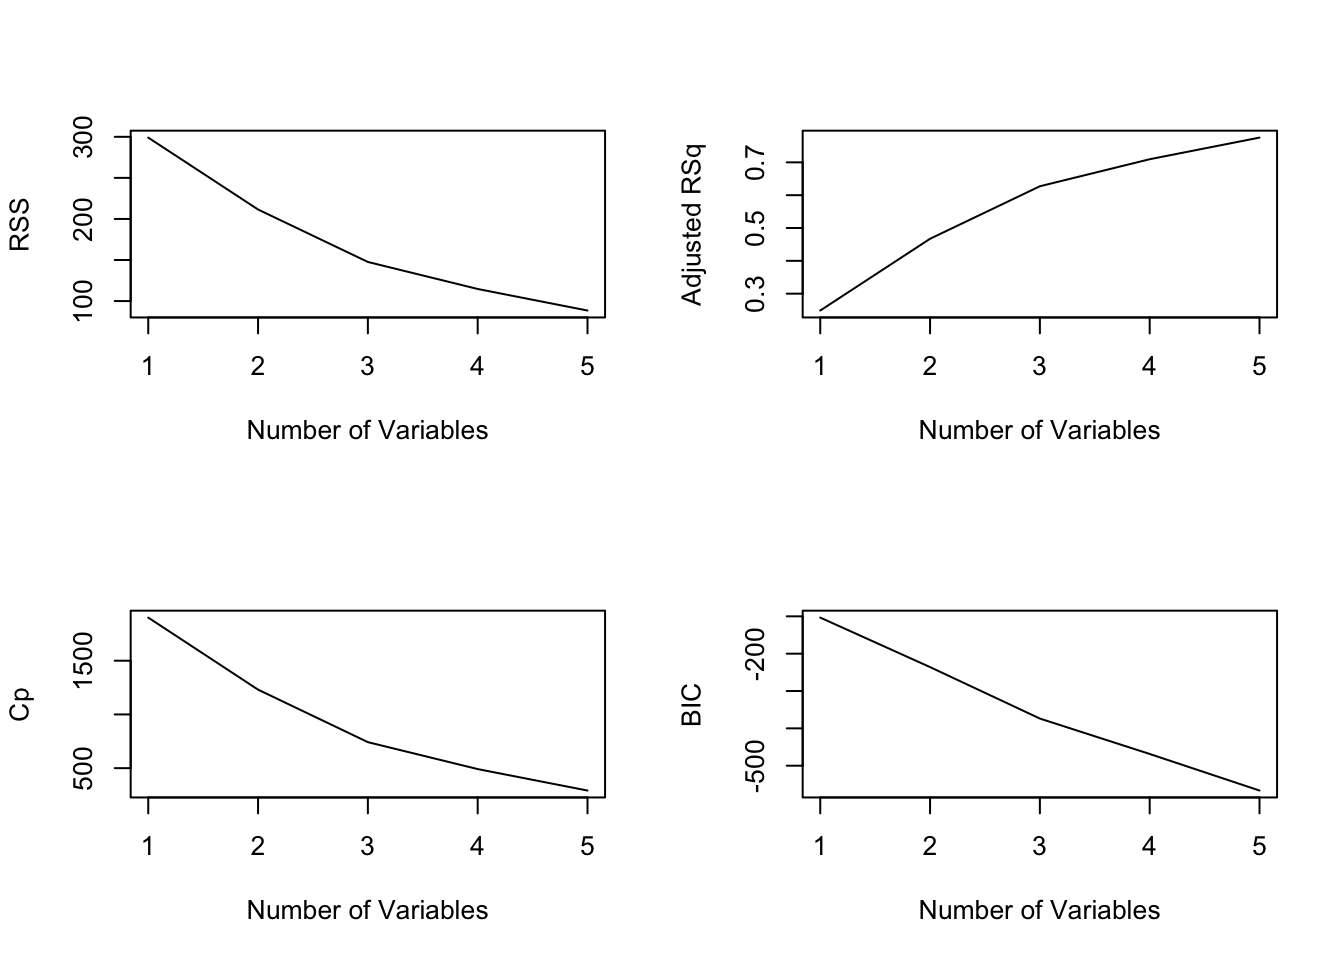 RSS
300
200
100
1 2 3 4 5
Number of Variables
Adjusted RSq
0.7
0.5
0.3
1 2 3 4 5
Number of Variables
Cp
1500
500
1 2 3 4 5
Number of Variables
BIC
-200
-500
1 2 3 4 5
Number of Variables